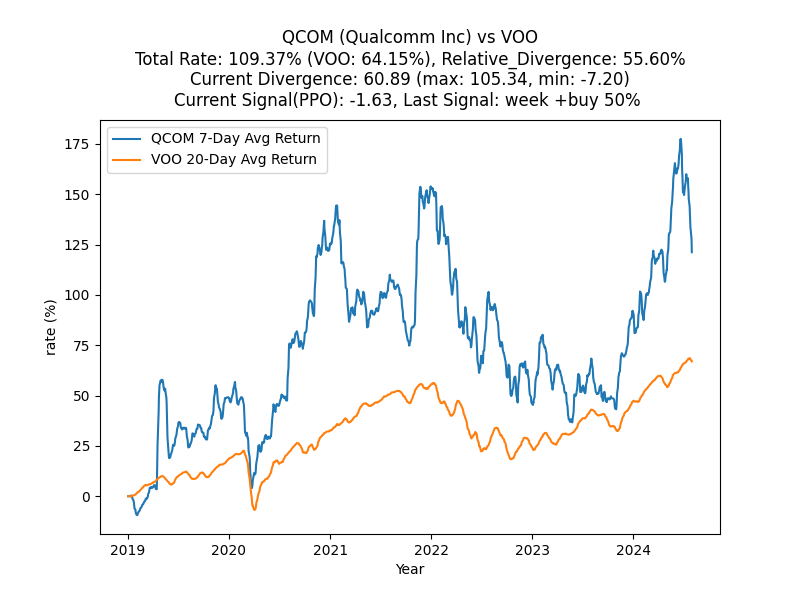 QCOM (Qualcomm Inc) vs VOO
Total Rate: 109.37% (VOO: 64.15%), Relative_Divergence: 55.60%
Current Divergence: 60.89 (max: 105.34, min: -7.20)
Current Signal(PPO): -1.63, Last Signal: week +buy 50%
QCOM 7-Day Avg Return
VOO 20-Day Avg Return
175
150
125
100
75
50
25
0
rate (%)
2019
2020
2021
2022
2023
2024
Year